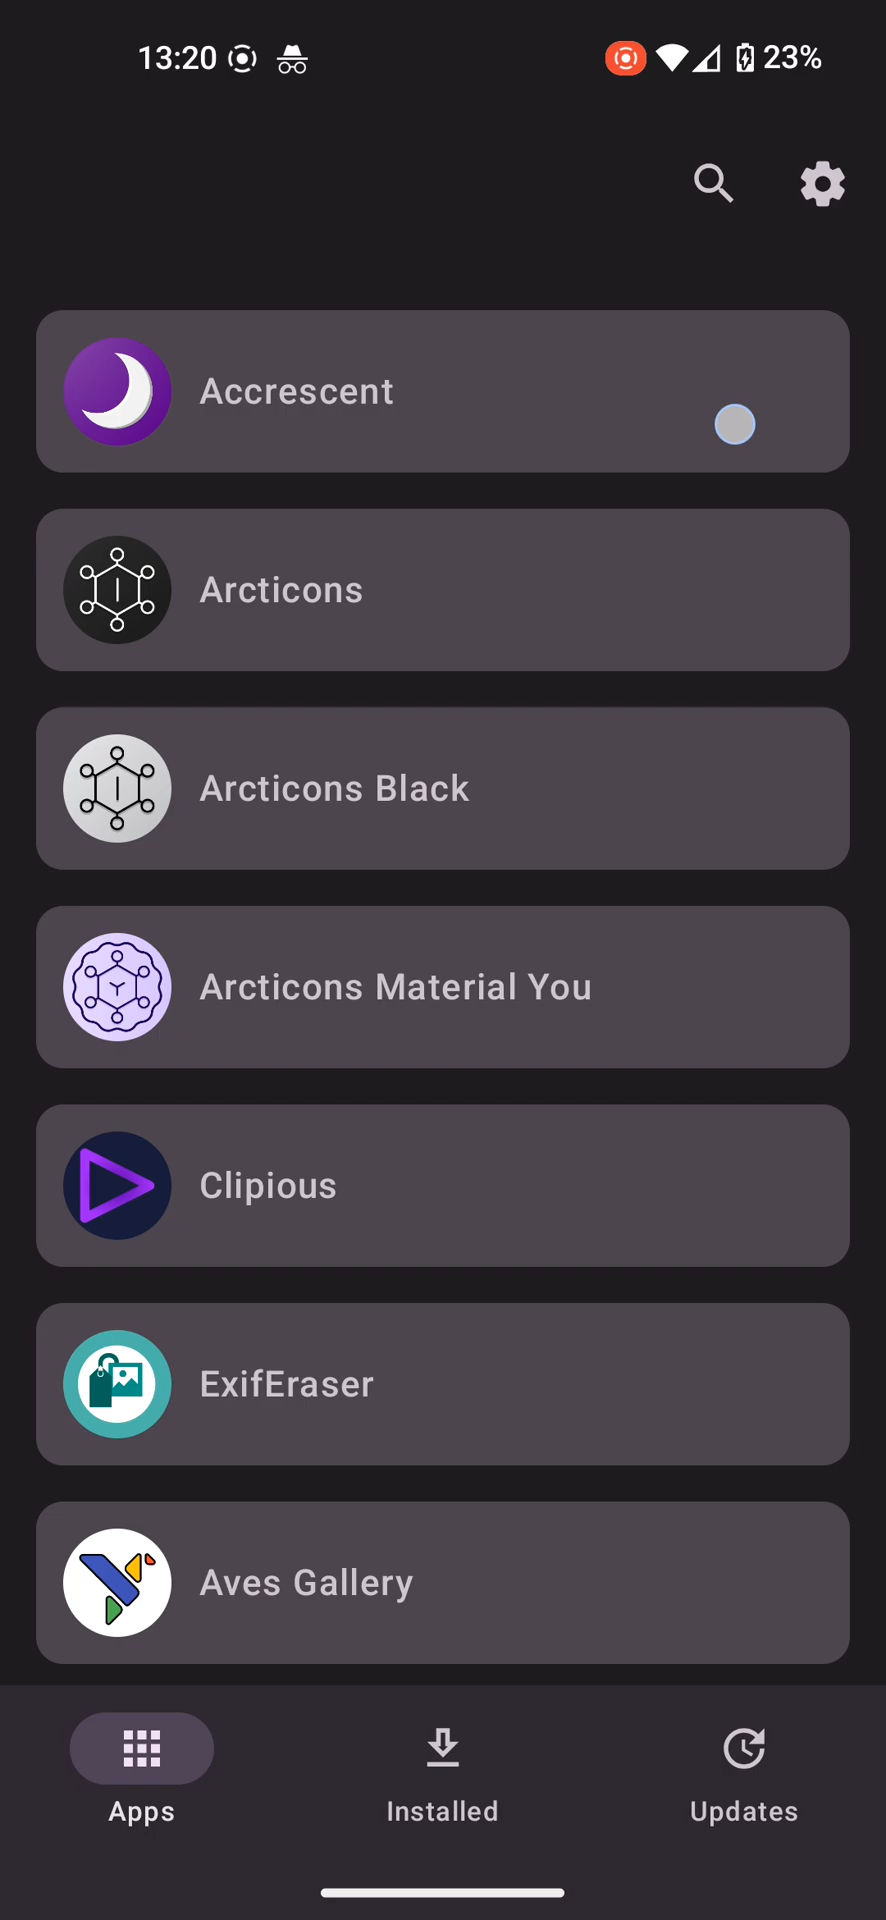 13:20 23%
Accrescent
Arcticons
Arcticons Black
Arcticons Material You
Clipious
ExifEraser
Aves Gallery
Apps Installed Updates